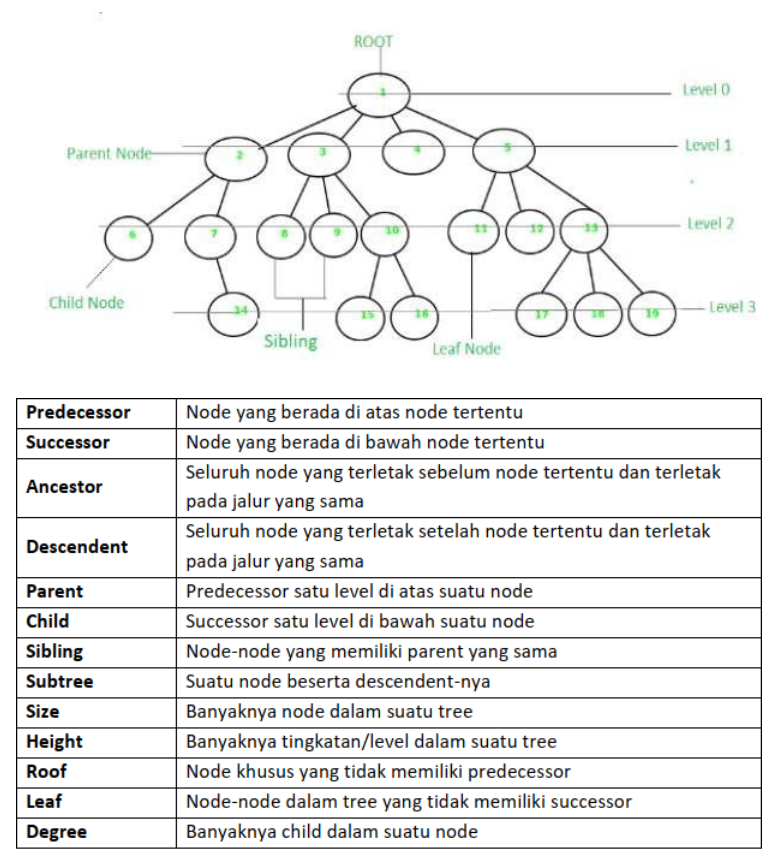 ROOT
1
Level 0
Parent Node
2
3
4
5
Level 1
6
7
8
9
10
11
12
13
Level 2
Child Node
14
15
16
17
18
19
Level 3
Sibling
Leaf Node
Predecessor Node yang berada di atas node tertentu
Successor Node yang berada di bawah node tertentu
Ancestor Seluruh node yang terletak sebelum node tertentu dan terletak
pada jalur yang sama
Descendent Seluruh node yang terletak setelah node tertentu dan terletak
pada jalur yang sama
Parent Predecessor satu level di atas suatu node
Child Successor satu level di bawah suatu node
Sibling Node-node yang memiliki parent yang sama
Subtree Suatu node beserta descendent-nya
Size Banyaknya node dalam suatu tree
Height Banyaknya tingkatan/level dalam suatu tree
Roof Node khusus yang tidak memiliki predecessor
Leaf Node-node dalam tree yang tidak memiliki successor
Degree Banyaknya child dalam suatu node